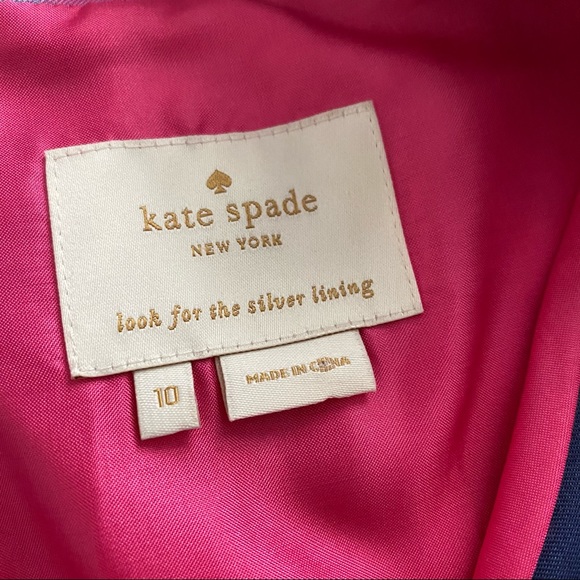 kate spade
NEW YORK
look for the silver lining
10
MADE IN CHINA